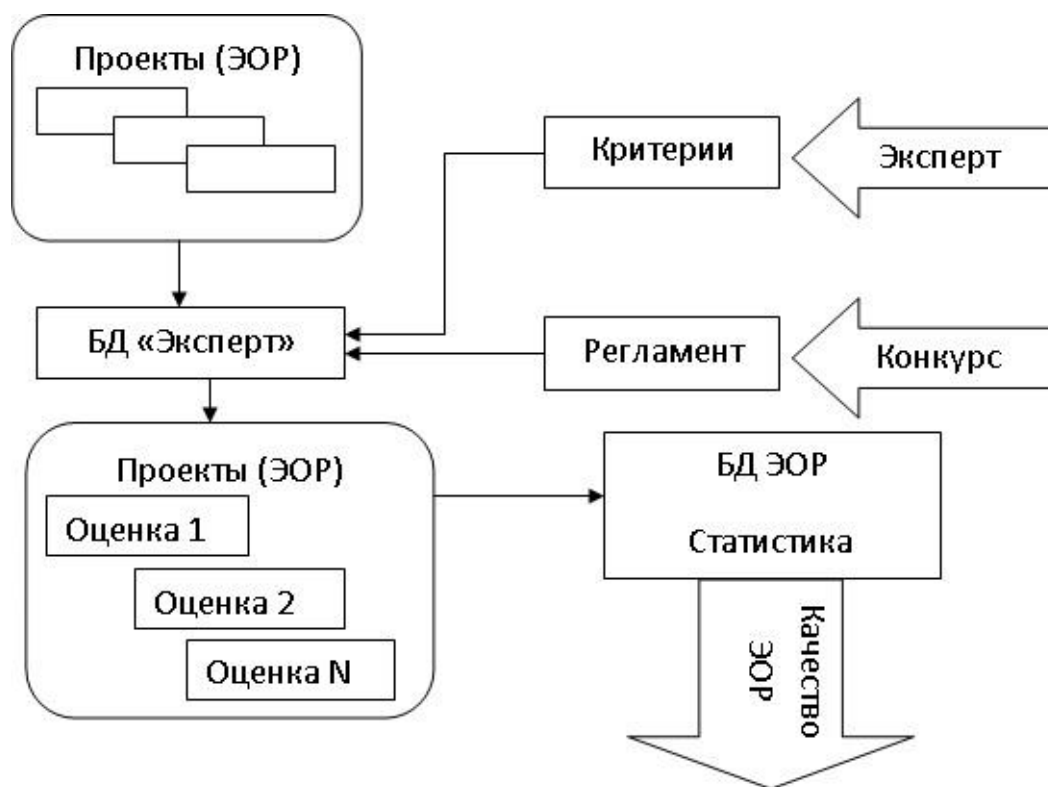 Проекты (ЭОР)
Критерии
Эксперт
БД «Эксперт»
Регламент
Конкурс
Проекты (ЭОР)
Оценка 1
Оценка 2
Оценка N
БД ЭОР
Статистика
Качество
ЭОР